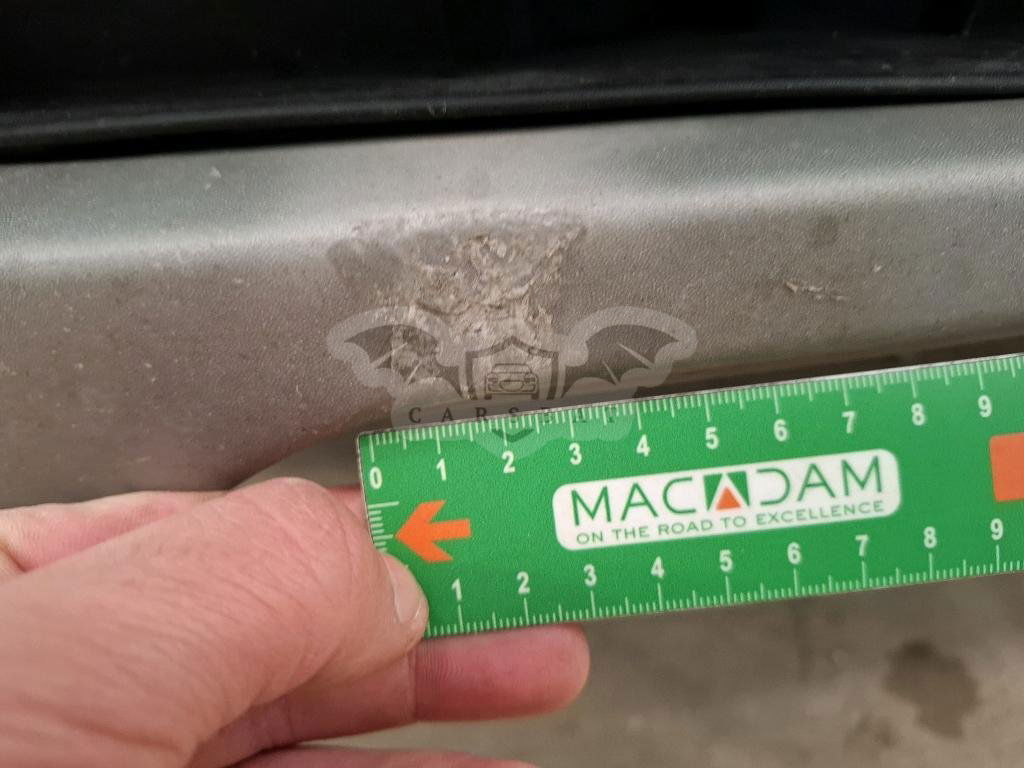 CARSBAT
0 1 2 3 4 5 6 7 8 9
MACADAM
ON THE ROAD TO EXCELLENCE
1 2 3 4 5 6 7 8 9